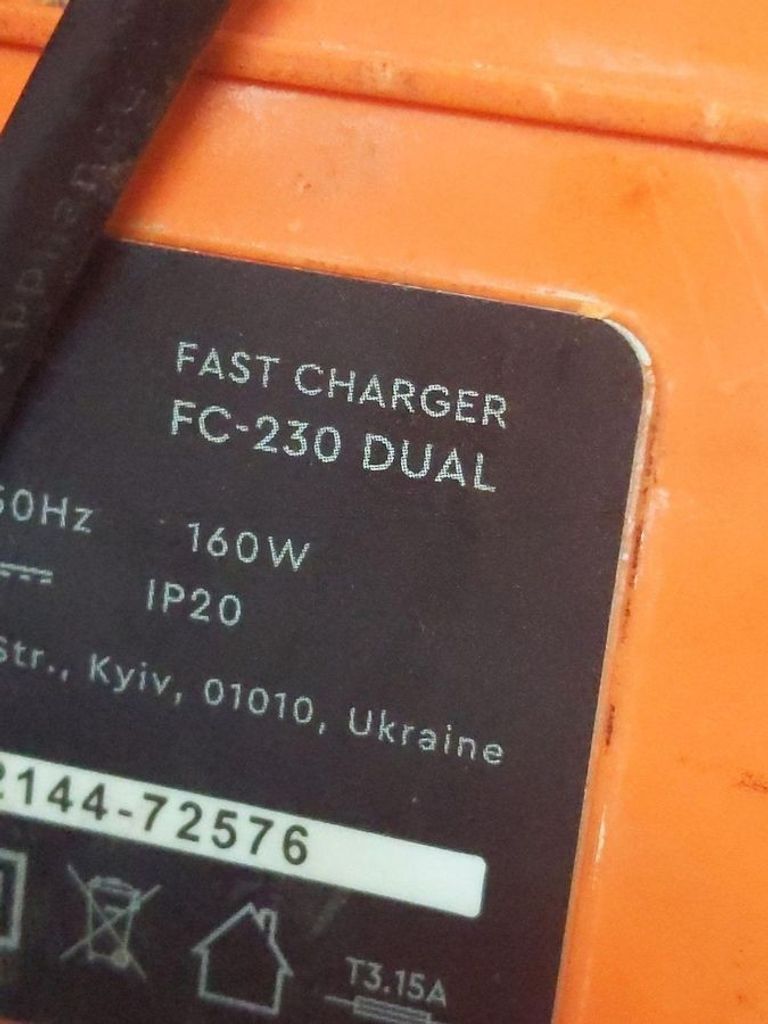 FAST CHARGER
FC-230 DUAL
50Hz 160W
IP20
Str., Kyiv, 01010, Ukraine
2144-72576
T3.15A